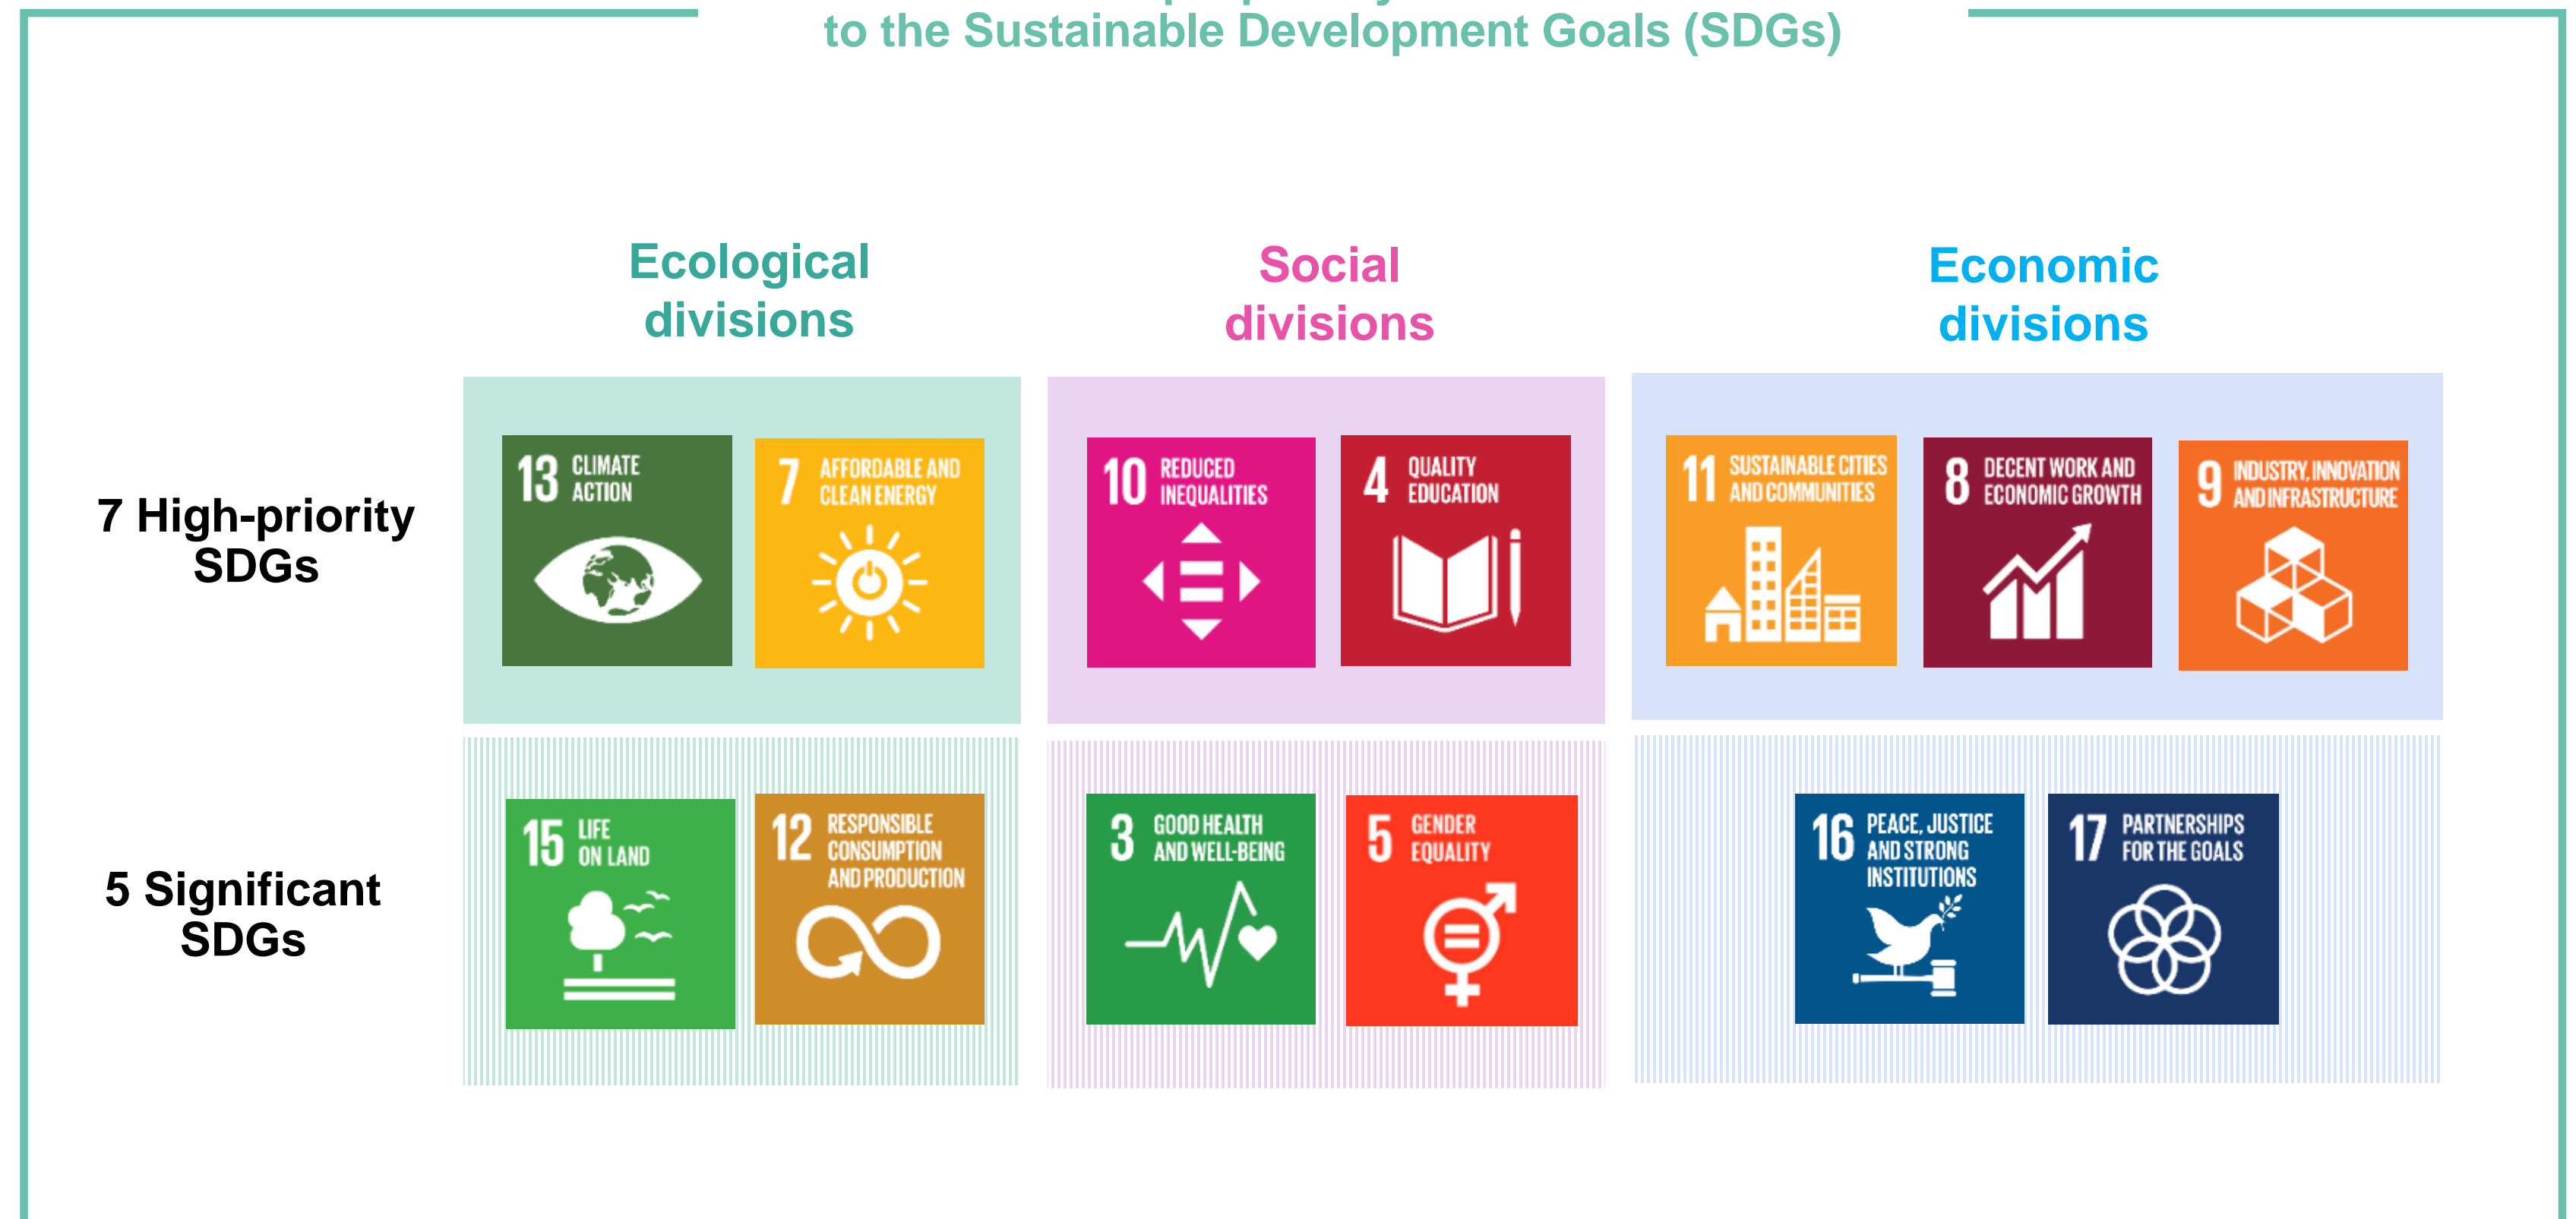 to the Sustainable Development Goals (SDGs)
Ecological
divisions
Social
divisions
Economic
divisions
7 High-priority
SDGs
13 CLIMATE
ACTION
7 AFFORDABLE AND
CLEAN ENERGY
10 REDUCED
INEQUALITIES
4 QUALITY
EDUCATION
11 SUSTAINABLE CITIES
AND COMMUNITIES
8 DECENT WORK AND
ECONOMIC GROWTH
9 INDUSTRY, INNOVATION
AND INFRASTRUCTURE
5 Significant
SDGs
15 LIFE
ON LAND
12 RESPONSIBLE
CONSUMPTION
AND PRODUCTION
3 GOOD HEALTH
AND WELL-BEING
5 GENDER
EQUALITY
16 PEACE, JUSTICE
AND STRONG
INSTITUTIONS
17 PARTNERSHIPS
FOR THE GOALS